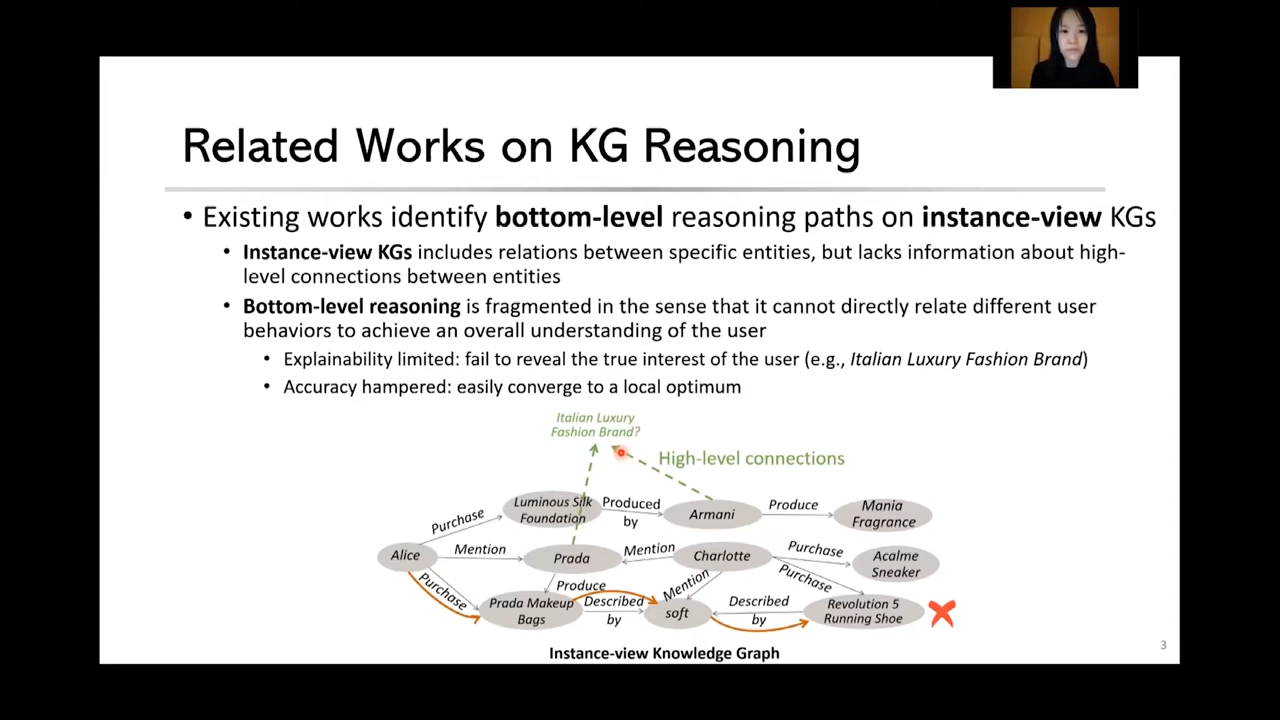 Related Works on KG Reasoning
• Existing works identify bottom-level reasoning paths on instance-view KGs
• Instance-view KGs includes relations between specific entities, but lacks information about high-
level connections between entities
• Bottom-level reasoning is fragmented in the sense that it cannot directly relate different user
behaviors to achieve an overall understanding of the user
• Explainability limited: fail to reveal the true interest of the user (e.g., Italian Luxury Fashion Brand)
• Accuracy hampered: easily converge to a local optimum
Italian Luxury
Fashion Brand?
High-level connections
Luminous Silk
Foundation
Produced
by
Armani
Produce
Mania
Fragrance
Purchase
Alice
Mention
Prada
Mention
Charlotte
Purchase
Acalme
Sneaker
Purchase
Purchase
Produce
Mention
Prada Makeup
Bags
Described
by
soft
Described
by
Revolution 5
Running Shoe
Instance-view Knowledge Graph
3